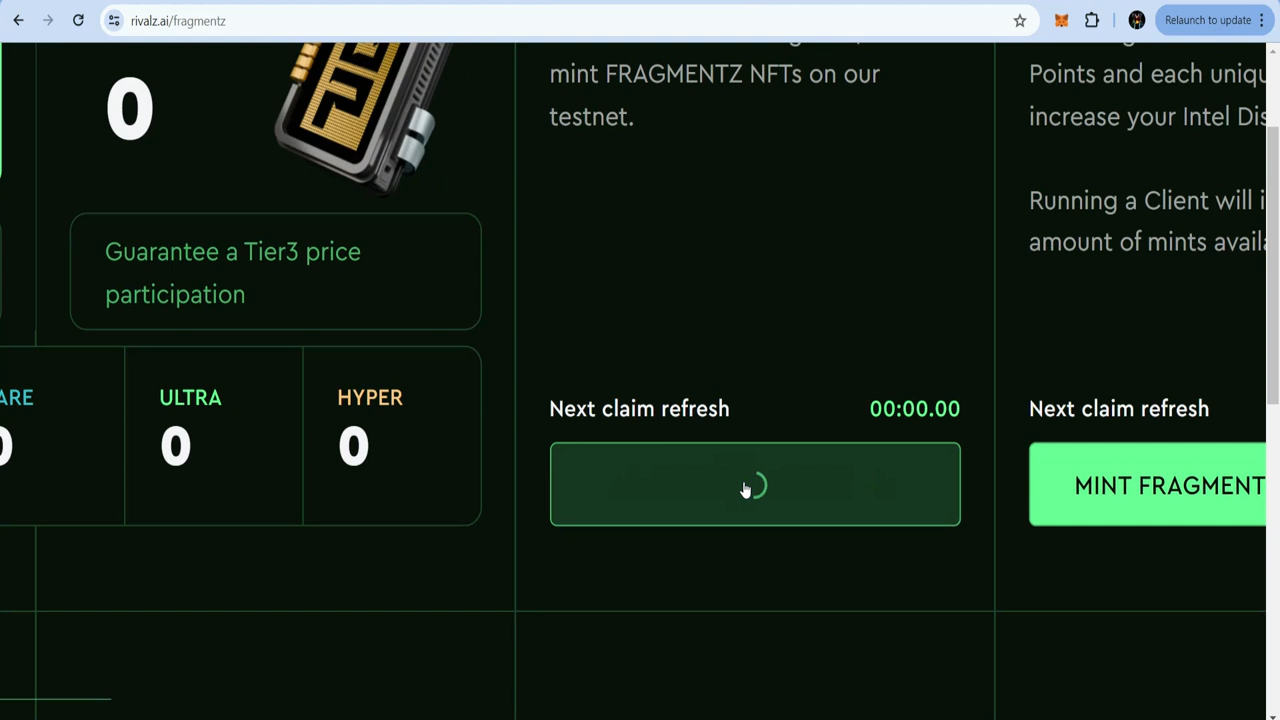 rivalz.ai/fragmentz
Relaunch to update
0
Guarantee a Tier3 price
participation
ARE
ULTRA
0
HYPER
0
mint FRAGMENTZ NFTs on our
testnet.
Next claim refresh 00:00.00
Points and each uniqu
increase your Intel Dis
Running a Client will i
amount of mints availa
Next claim refresh
MINT FRAGMENT